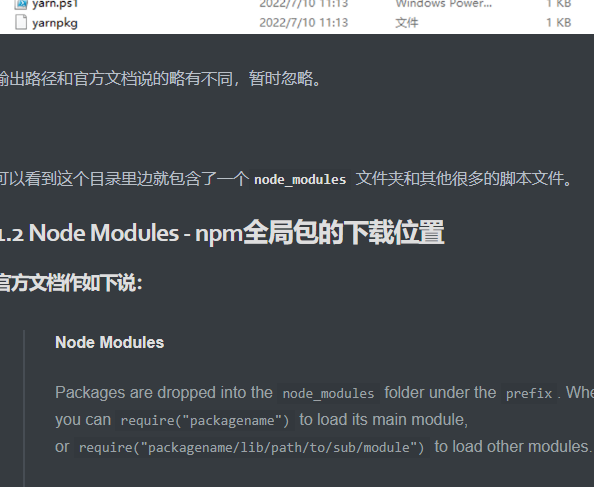 yarn.ps1 2022/7/10 11:13 Windows Power... 1 KB
yarnpkg 2022/7/10 11:13 文件 1 KB
输出路径和官方文档说的略有不同，暂时忽略。
可以看到这个目录里边就包含了一个 node_modules 文件夹和其他很多的脚本文件。
1.2 Node Modules - npm全局包的下载位置
官方文档作如下说：
Node Modules
Packages are dropped into the node_modules folder under the prefix. Whe
you can require("packagename") to load its main module,
or require("packagename/lib/path/to/sub/module") to load other modules.